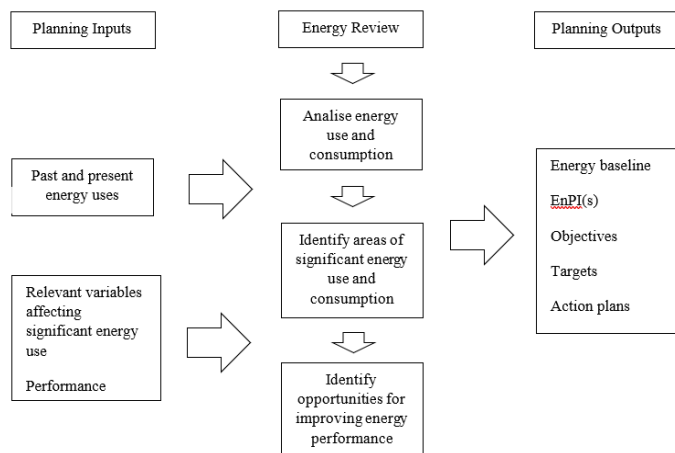 Planning Inputs
Energy Review
Planning Outputs
Analise energy
use and
consumption
Past and present
energy uses
Identify areas of
significant energy
use and
consumption
Relevant variables
affecting
significant energy
use
Performance
Identify
opportunities for
improving energy
performance
Energy baseline
EnPI(s)
Objectives
Targets
Action plans